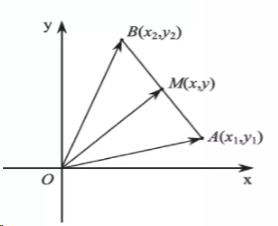 y
B(x₂,y₂)
M(x,y)
A(x₁,y₁)
O
x